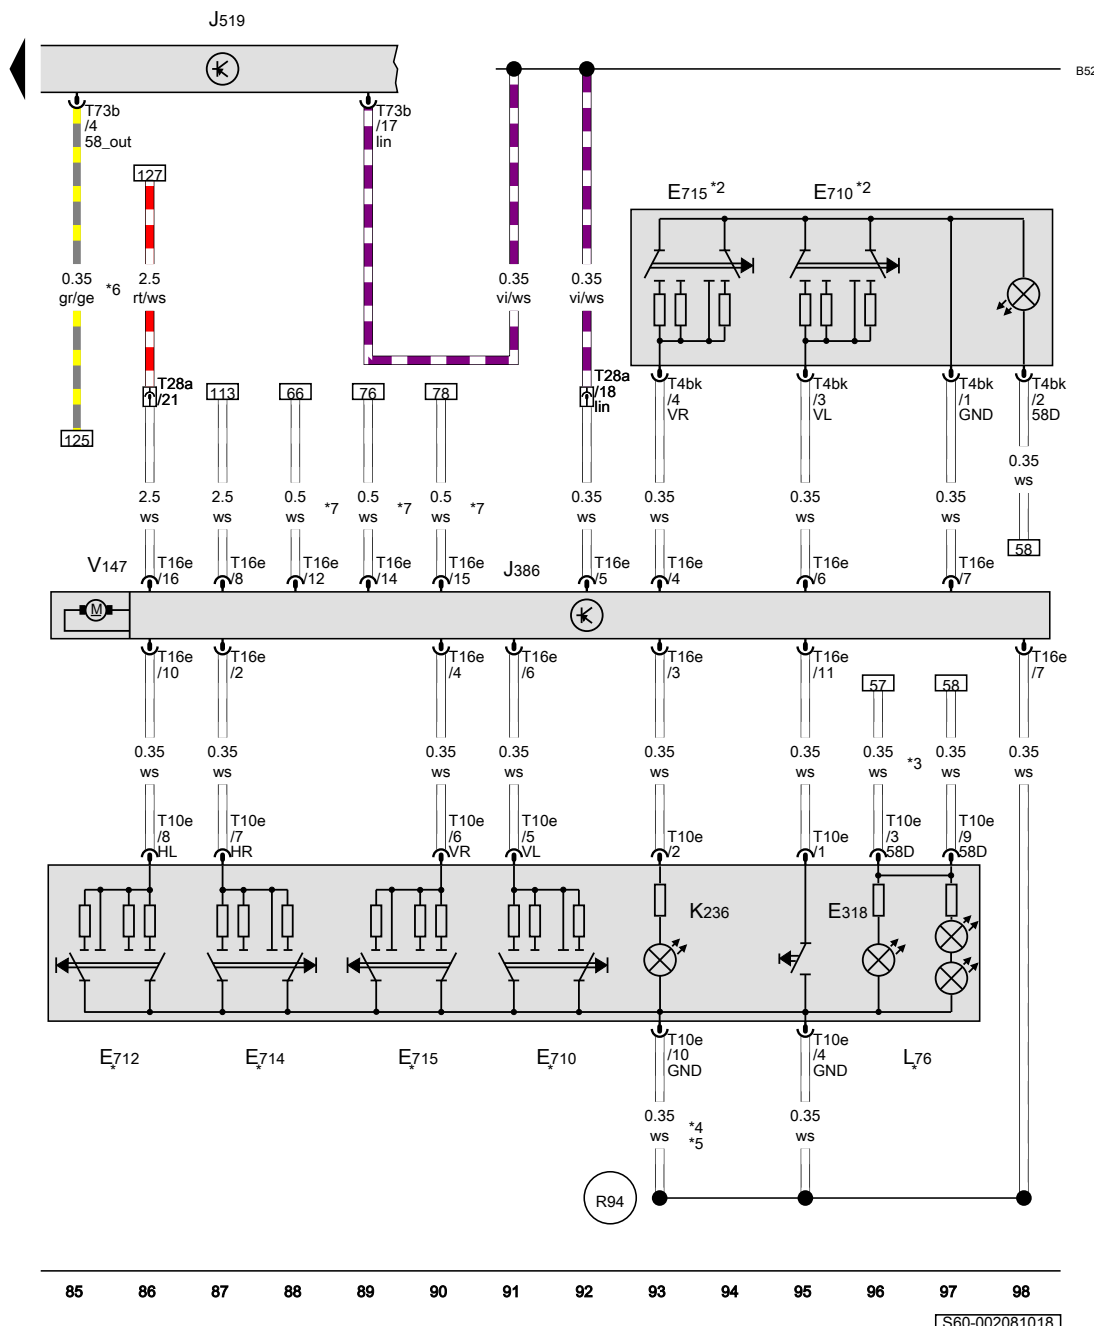 J519
B52
T73b
/4
58_out
T73b
/17
lin
127
E715 *2
E710 *2
0.35
gr/ge
*6
2.5
rt/ws
0.35
vi/ws
0.35
vi/ws
T28a
/21
T28a
/18
lin
113
66
76
78
125
T4bk
/4
VR
T4bk
/3
VL
T4bk
/1
GND
T4bk
/2
58D
0.35
ws
2.5
ws
2.5
ws
0.5
ws
*7
0.5
ws
*7
0.5
ws
*7
0.35
ws
0.35
ws
0.35
ws
0.35
ws
58
V147
J386
T16e
/16
T16e
/8
T16e
/12
T16e
/14
T16e
/15
T16e
/5
T16e
/4
T16e
/6
T16e
/7
M
T16e
/10
T16e
/2
T16e
/4
T16e
/6
T16e
/3
T16e
/11
T16e
/7
57
58
0.35
ws
0.35
ws
0.35
ws
0.35
ws
0.35
ws
0.35
ws
0.35
ws
*3
0.35
ws
0.35
ws
T10e
/8
HL
T10e
/7
HR
T10e
/6
VR
T10e
/5
VL
T10e
/2
T10e
/1
T10e
/3
58D
T10e
/9
58D
K236
E318
E712
*
E714
*
E715
*
E710
*
L76
*
T10e
/10
GND
T10e
/4
GND
0.35
ws
*4
*5
0.35
ws
R94
85 86 87 88 89 90 91 92 93 94 95 96 97 98
S60-002081018